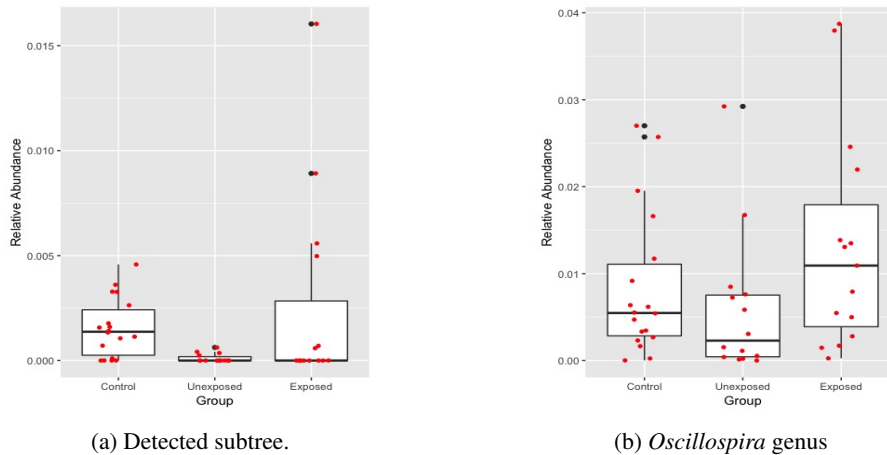 0.015
0.010
0.005
0.000
Relative Abundance
Control Unexposed Exposed
Group
(a) Detected subtree.
0.04
0.03
0.02
0.01
0.00
Relative Abundance
Control Unexposed Exposed
Group
(b) Oscillospira genus